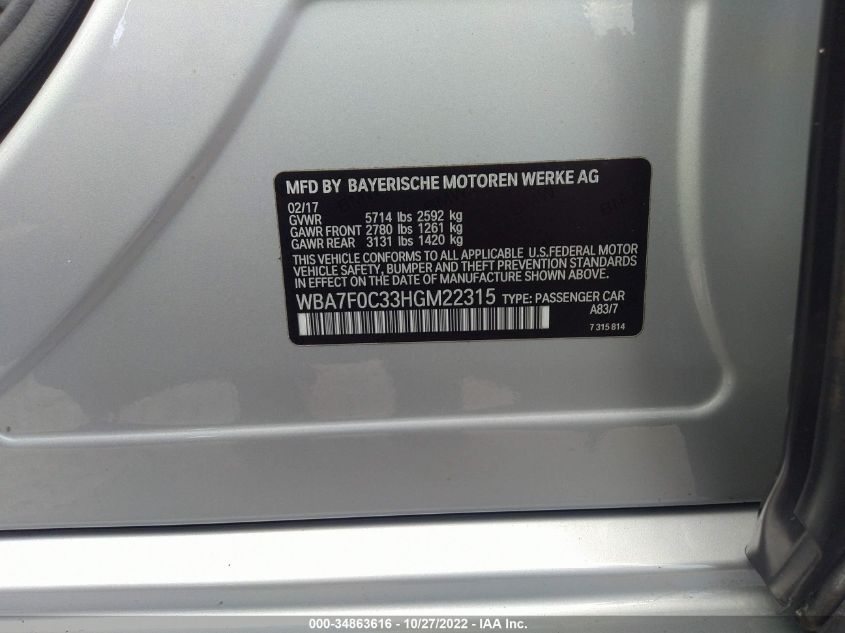 MFD BY BAYERISCHE MOTOREN WERKE AG
02/17
GVWR 5714 lbs 2592 kg
GAWR FRONT 2780 lbs 1261 kg
GAWR REAR 3131 lbs 1420 kg
THIS VEHICLE CONFORMS TO ALL APPLICABLE U.S.FEDERAL MOTOR
VEHICLE SAFETY, BUMPER AND THEFT PREVENTION STANDARDS
IN EFFECT ON THE DATE OF MANUFACTURE SHOWN ABOVE.
WBA7F0C33HGM22315 TYPE: PASSENGER CAR
A83/7
7 315 814
000-34863616 - 10/27/2022 - IAA Inc.